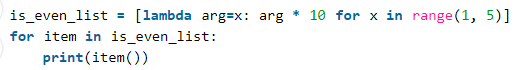 is_even_list = [lambda arg=x: arg * 10 for x in range(1, 5)]
for item in is_even_list:
    print(item())